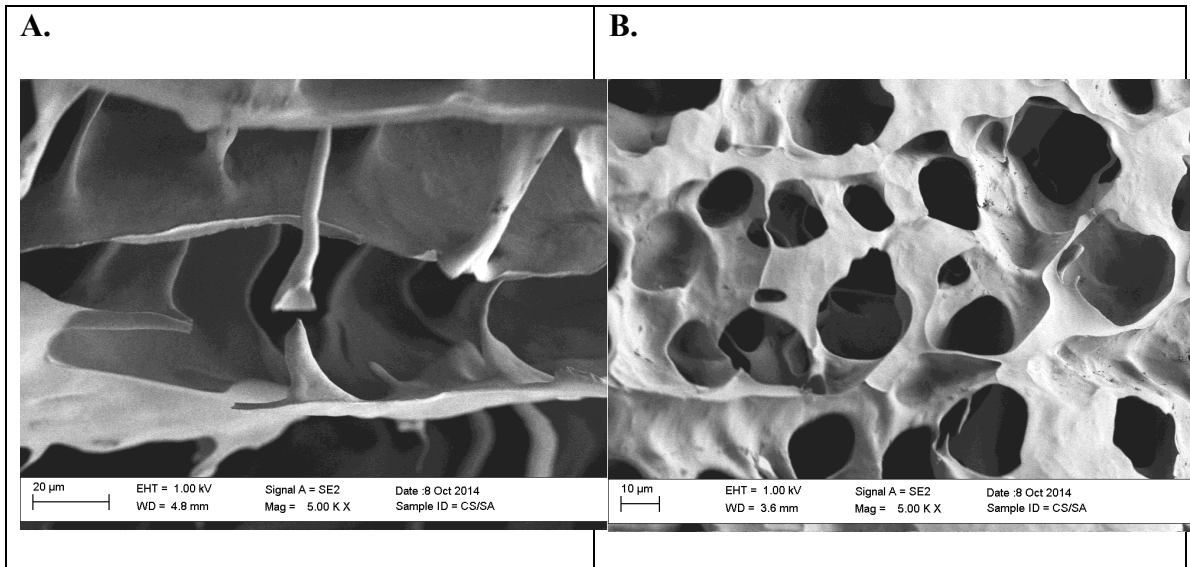 A.
B.
20 µm
EHT = 1.00 kV
Signal A = SE2
Date :8 Oct 2014
WD = 4.8 mm
Mag = 5.00 K X
Sample ID = CS/SA
10 µm
EHT = 1.00 kV
Signal A = SE2
Date :8 Oct 2014
WD = 3.6 mm
Mag = 5.00 K X
Sample ID = CS/SA